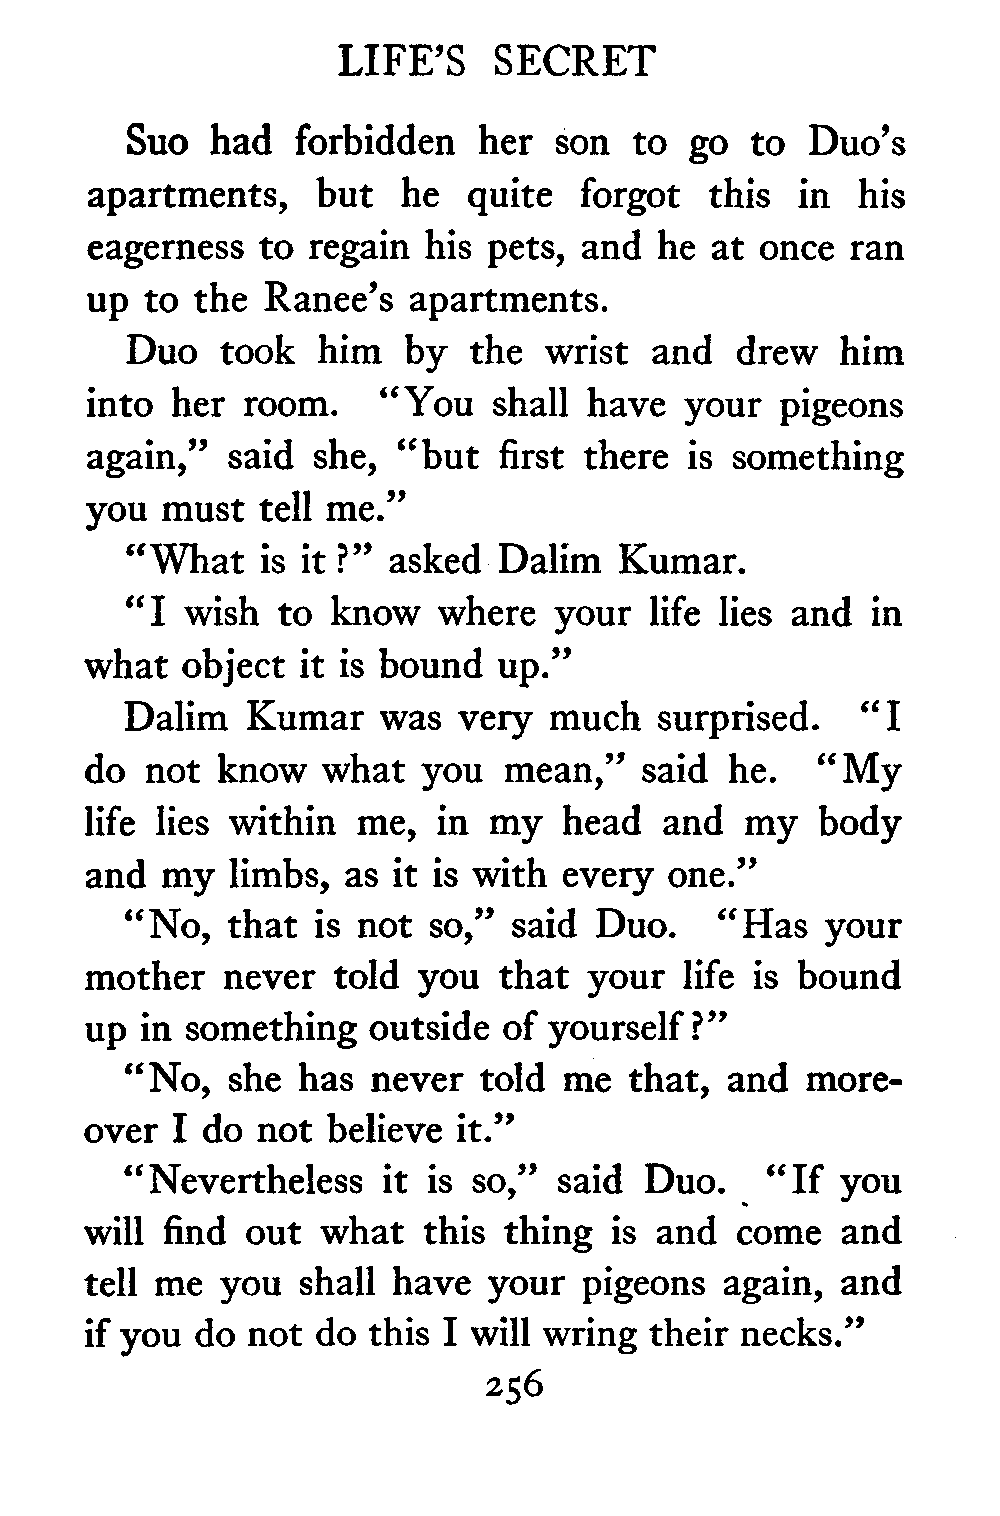 LIFE'S SECRET
Suo had forbidden her son to go to Duo's
apartments, but he quite forgot this in his
eagerness to regain his pets, and he at once ran
up to the Ranee's apartments.
Duo took him by the wrist and drew him
into her room. "You shall have your pigeons
again," said she, "but first there is something
you must tell me."
"What is it?" asked Dalim Kumar.
"I wish to know where your life lies and in
what object it is bound up."
Dalim Kumar was very much surprised. "I
do not know what you mean," said he. "My
life lies within me, in my head and my body
and my limbs, as it is with every one."
"No, that is not so," said Duo. "Has your
mother never told you that your life is bound
up in something outside of yourself?"
"No, she has never told me that, and more-
over I do not believe it."
"Nevertheless it is so," said Duo. "If you
will find out what this thing is and come and
tell me you shall have your pigeons again, and
if you do not do this I will wring their necks."
256